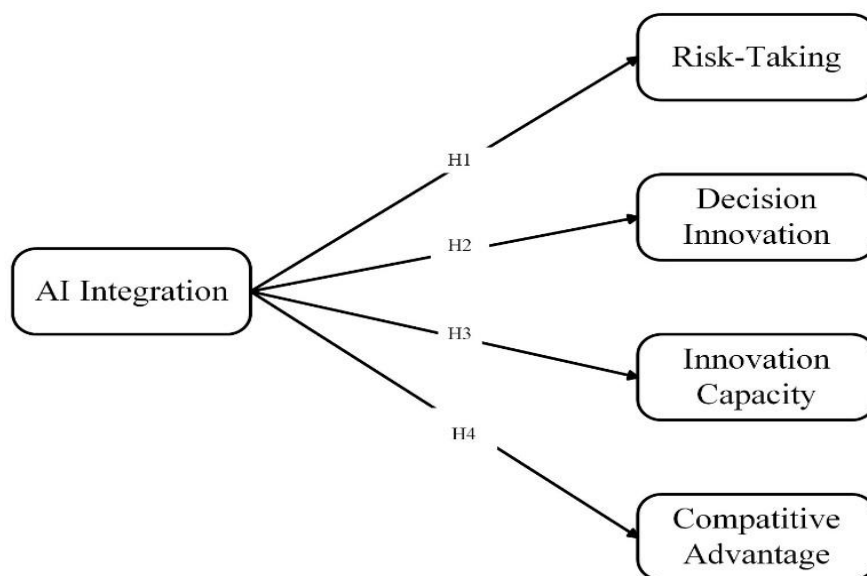 Risk-Taking
H1
Decision
Innovation
H2
AI Integration
H3
Innovation
Capacity
H4
Compatitive
Advantage